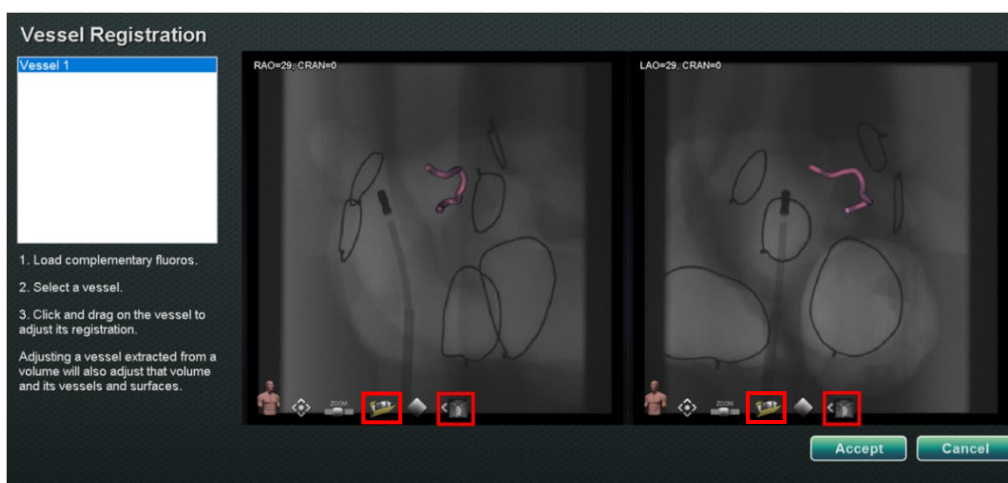 Vessel Registration
Vessel 1
1. Load complementary fluoros.
2. Select a vessel.
3. Click and drag on the vessel to
adjust its registration.
Adjusting a vessel extracted from a
volume will also adjust that volume
and its vessels and surfaces.
RAO=29, CRAN=0
ZOOM
LAO=29, CRAN=0
ZOOM
Accept
Cancel